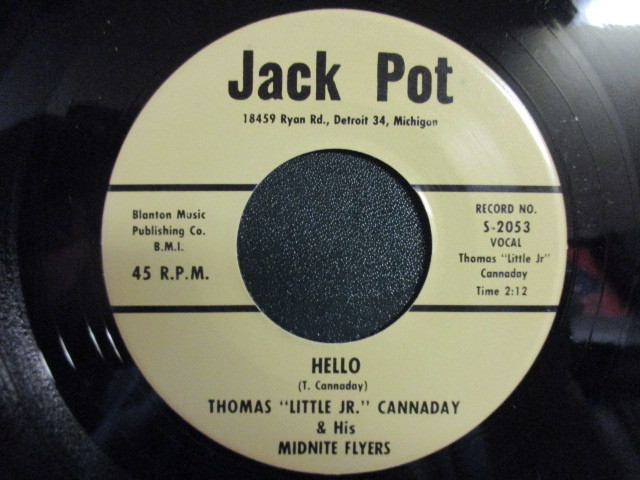 Jack Pot
18459 Ryan Rd., Detroit 34, Michigan
Blanton Music
Publishing Co.
B.M.I.
45 R.P.M.
RECORD NO.
S-2053
VOCAL
Thomas "Little Jr"
Cannaday
Time 2:12
HELLO
(T. Cannaday)
THOMAS "LITTLE JR." CANNADAY
& His
MIDNITE FLYERS